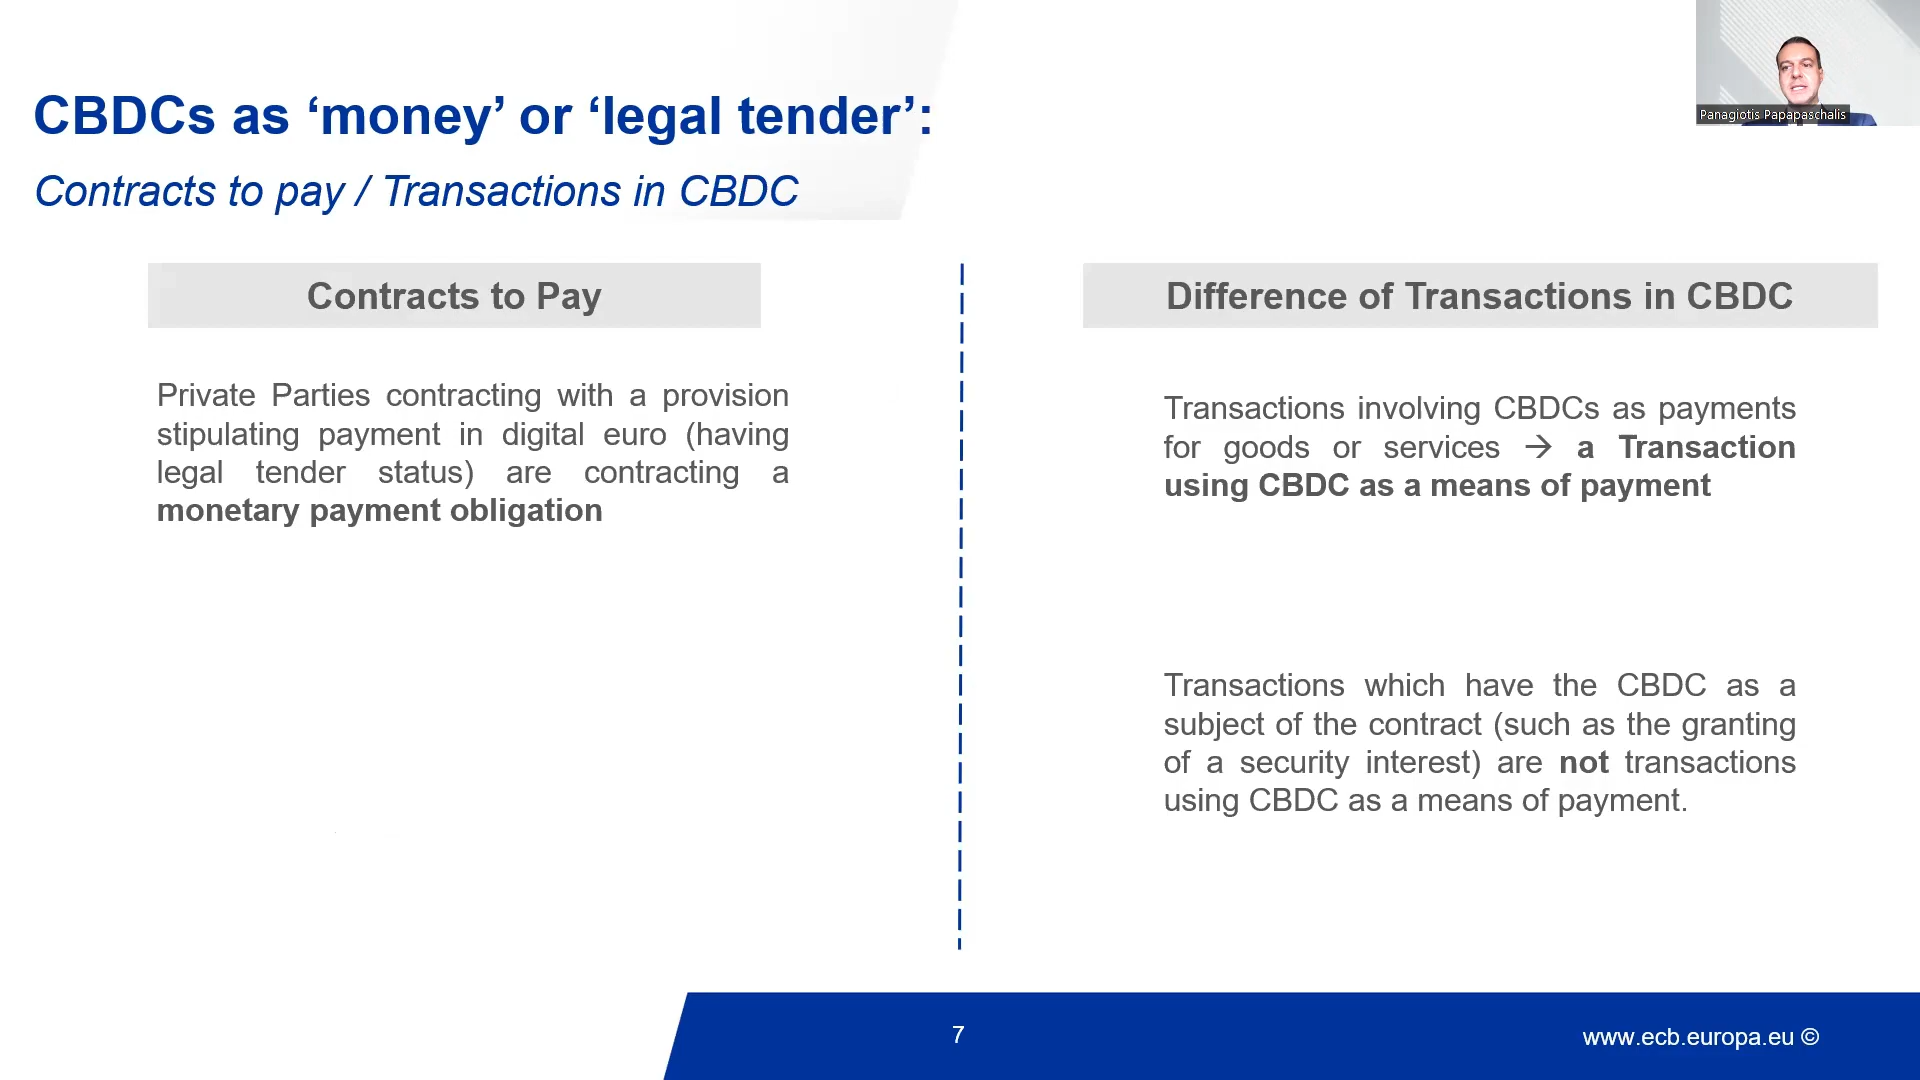 CBDCs as ‘money’ or ‘legal tender’:
Contracts to pay / Transactions in CBDC
Panagiotis Papapaschalis
Contracts to Pay
Private Parties contracting with a provision
stipulating payment in digital euro (having
legal tender status) are contracting a
monetary payment obligation
Difference of Transactions in CBDC
Transactions involving CBDCs as payments
for goods or services → a Transaction
using CBDC as a means of payment
Transactions which have the CBDC as a
subject of the contract (such as the granting
of a security interest) are not transactions
using CBDC as a means of payment.
7
www.ecb.europa.eu ©